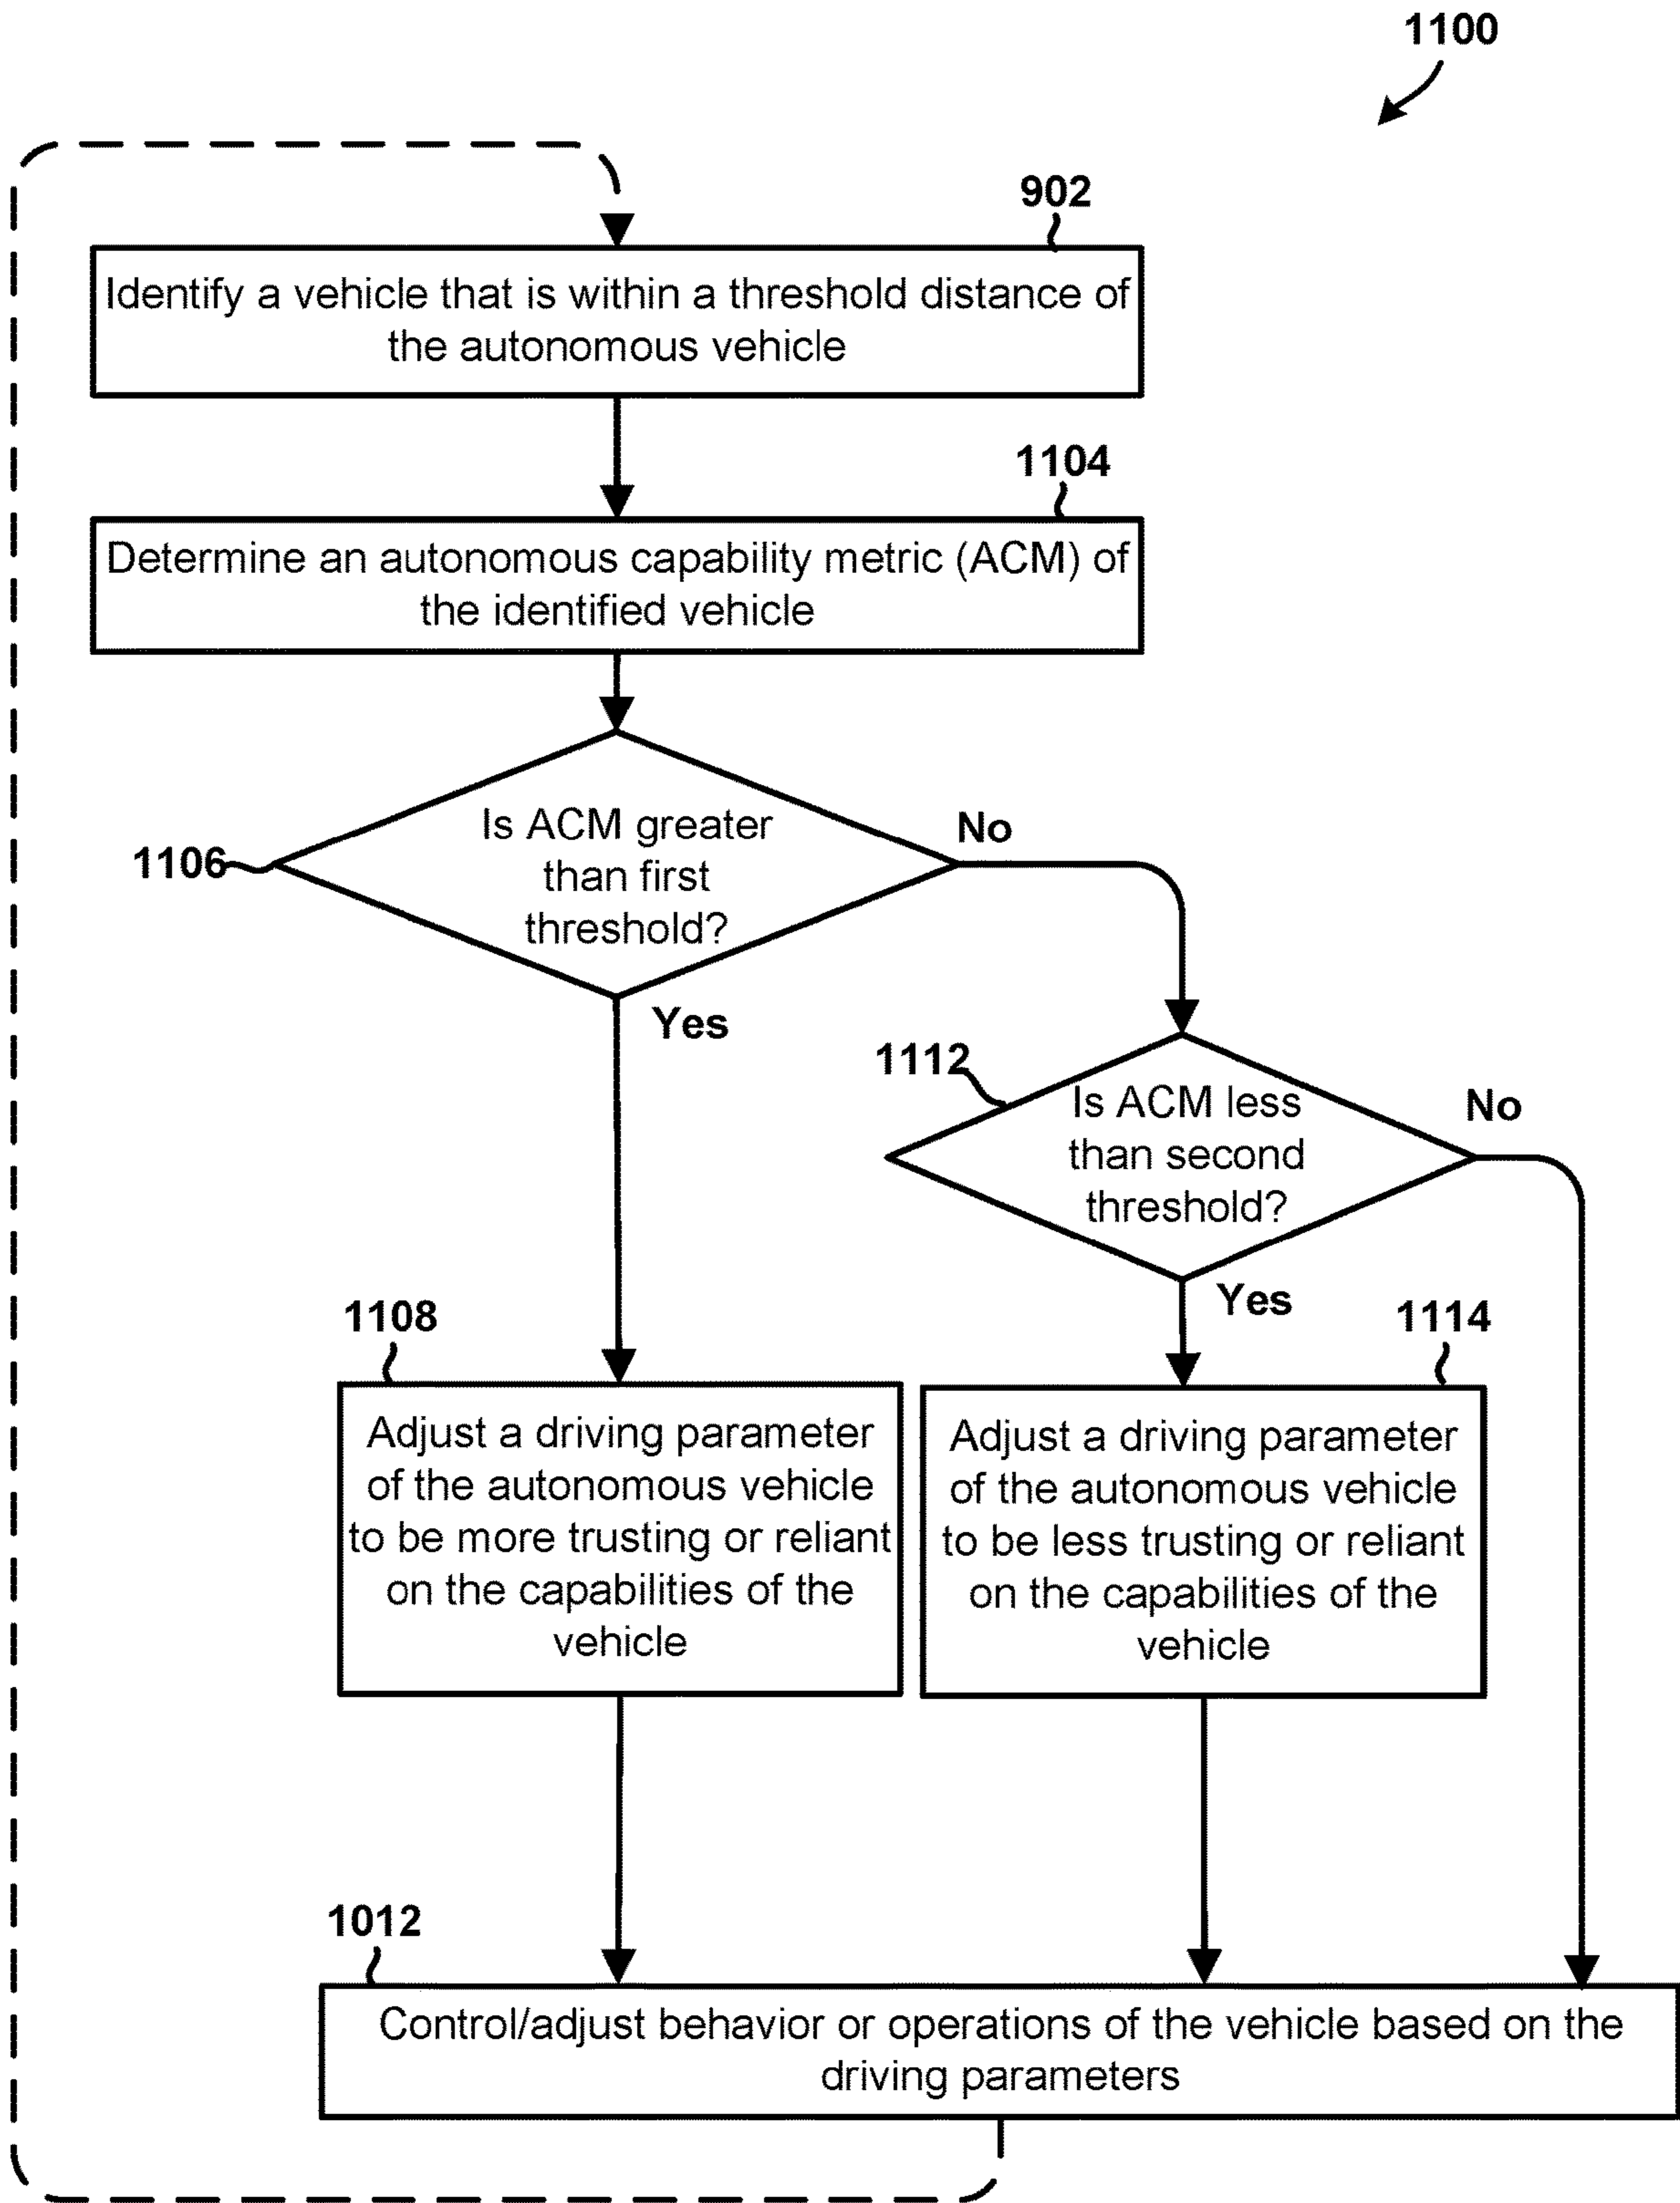 1100
902
Identify a vehicle that is within a threshold distance of
the autonomous vehicle
1104
Determine an autonomous capability metric (ACM) of
the identified vehicle
1106
Is ACM greater
than first
threshold?
No
Yes
1112
Is ACM less
than second
threshold?
No
Yes
1108
Adjust a driving parameter
of the autonomous vehicle
to be more trusting or reliant
on the capabilities of the
vehicle
1114
Adjust a driving parameter
of the autonomous vehicle
to be less trusting or reliant
on the capabilities of the
vehicle
1012
Control/adjust behavior or operations of the vehicle based on the
driving parameters